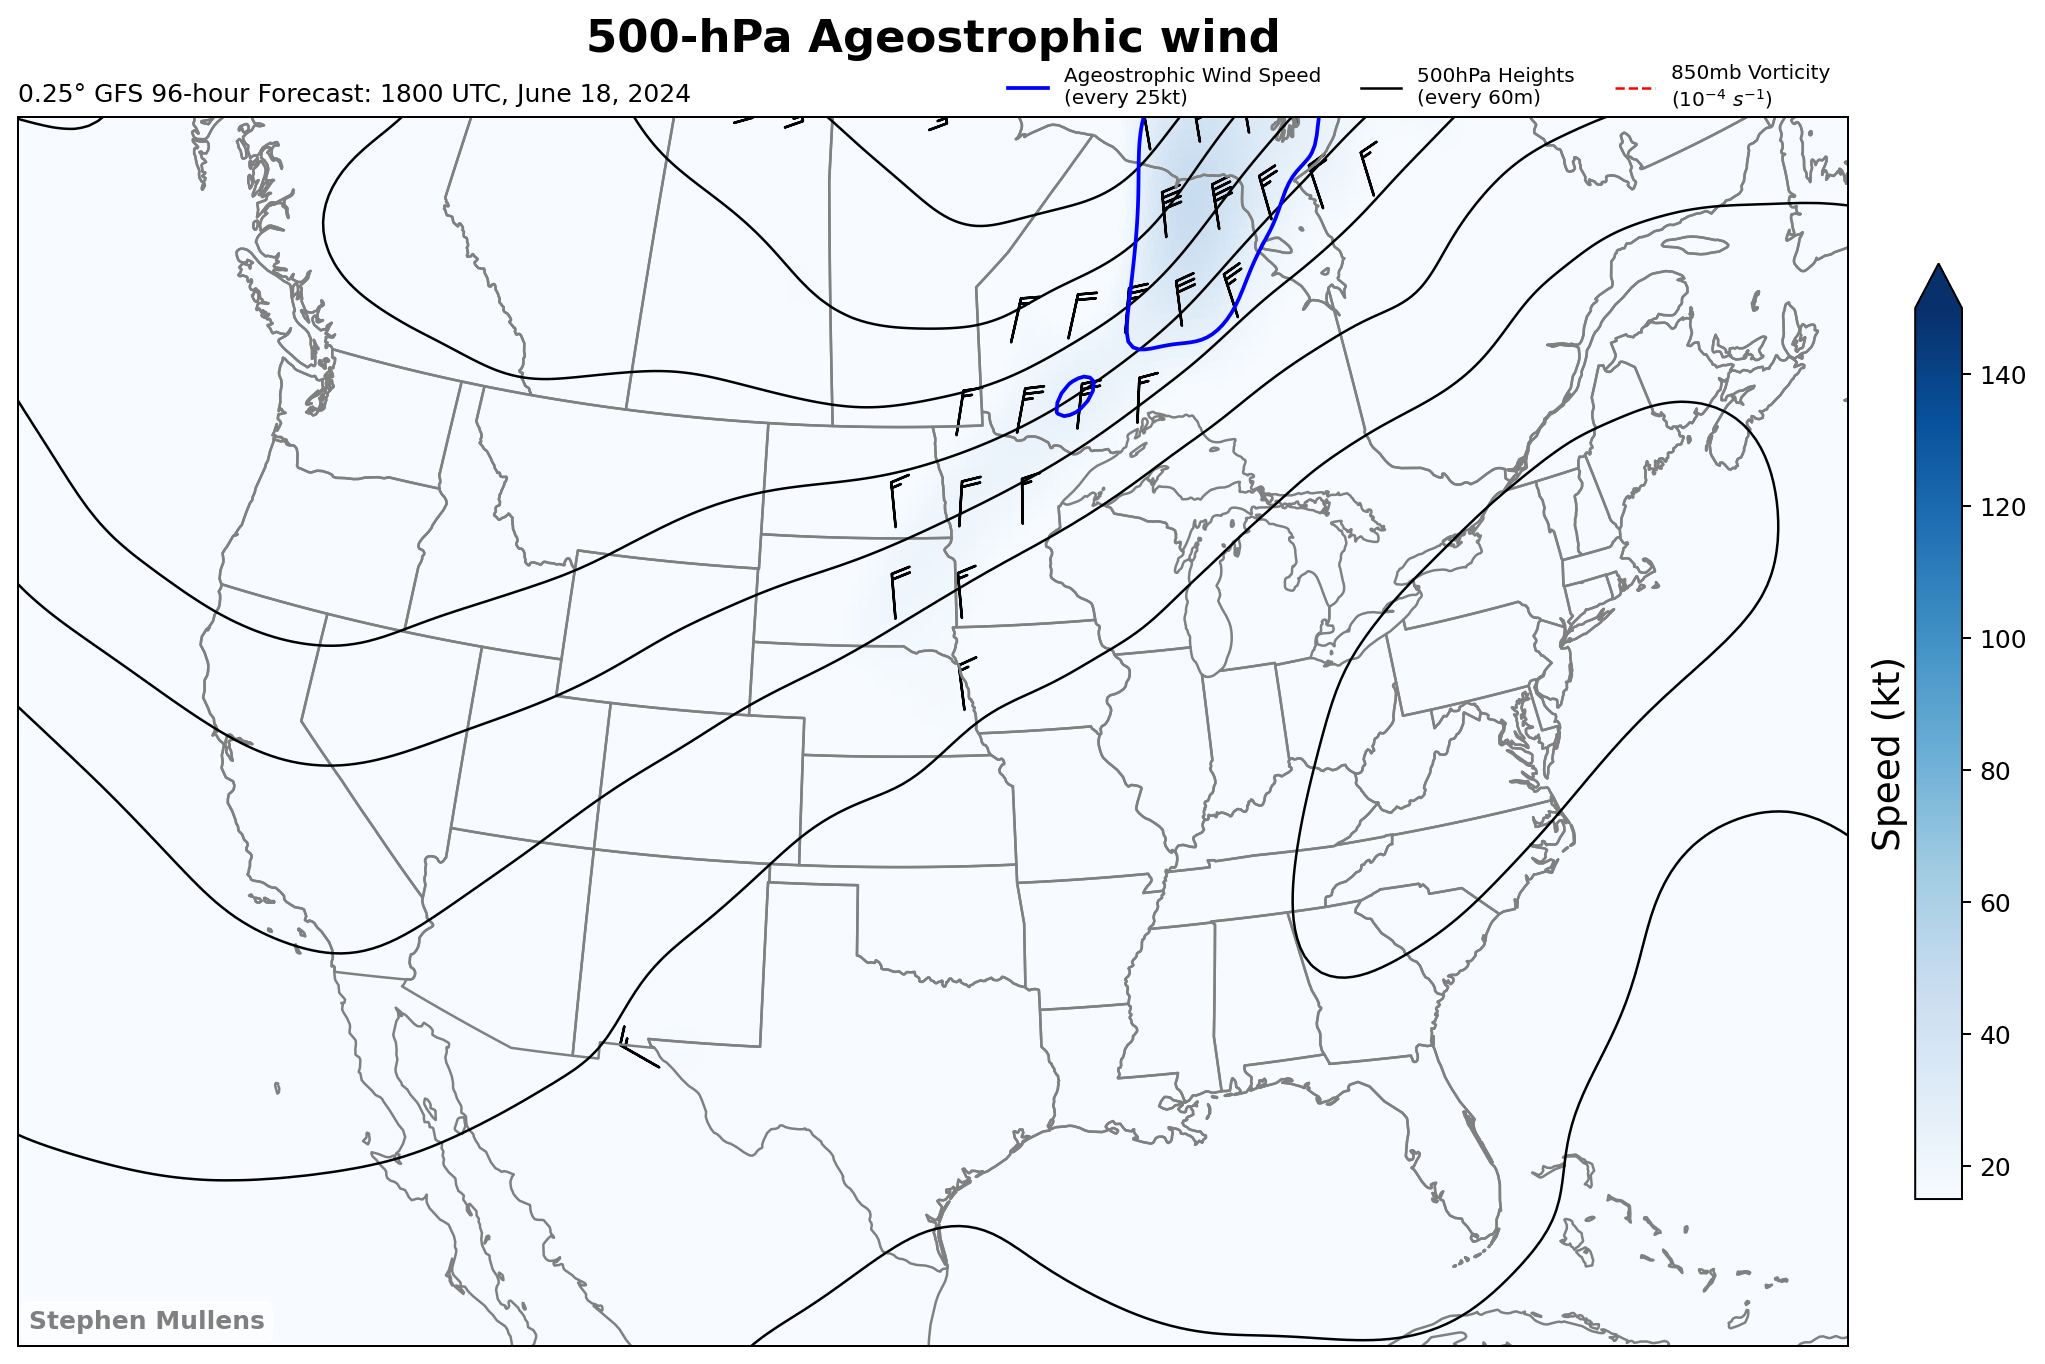 500-hPa Ageostrophic wind
0.25° GFS 96-hour Forecast: 1800 UTC, June 18, 2024
Ageostrophic Wind Speed
(every 25kt)
500hPa Heights
(every 60m)
850mb Vorticity
(10⁻⁴ s⁻¹)
140
120
100
80
60
40
20
Speed (kt)
Stephen Mullens